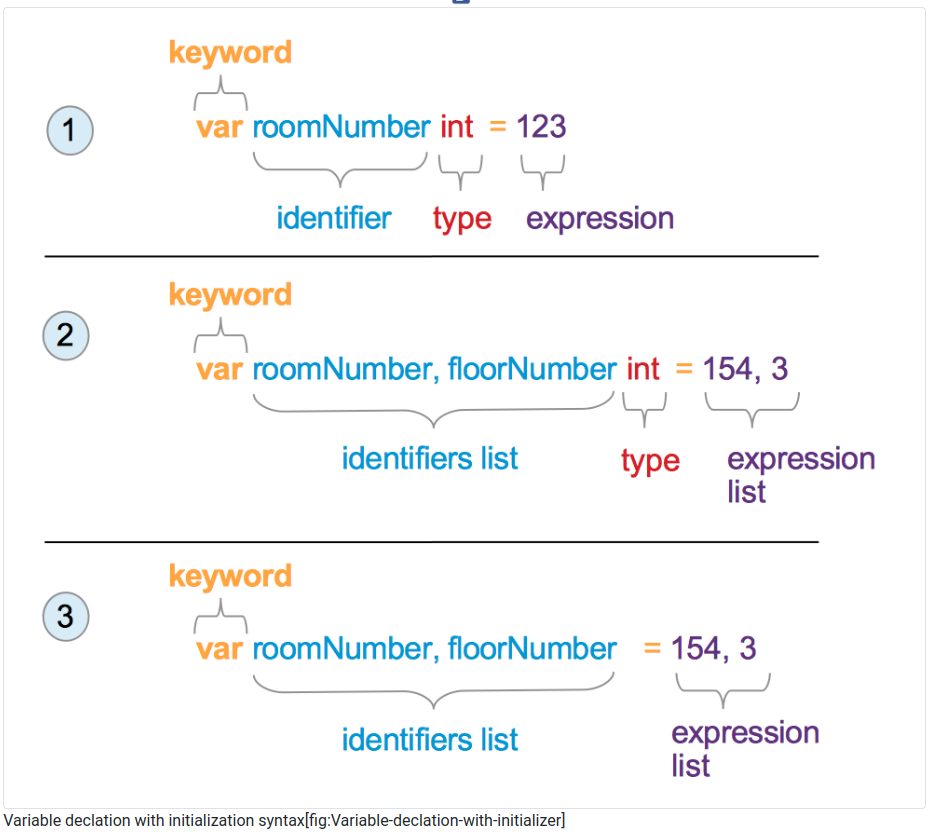 keyword
1
var roomNumber int = 123
identifier type expression
keyword
2
var roomNumber, floorNumber int = 154, 3
identifiers list type expression
list
keyword
3
var roomNumber, floorNumber = 154, 3
identifiers list expression
list
Variable declation with initialization syntax[fig:Variable-declation-with-initializer]